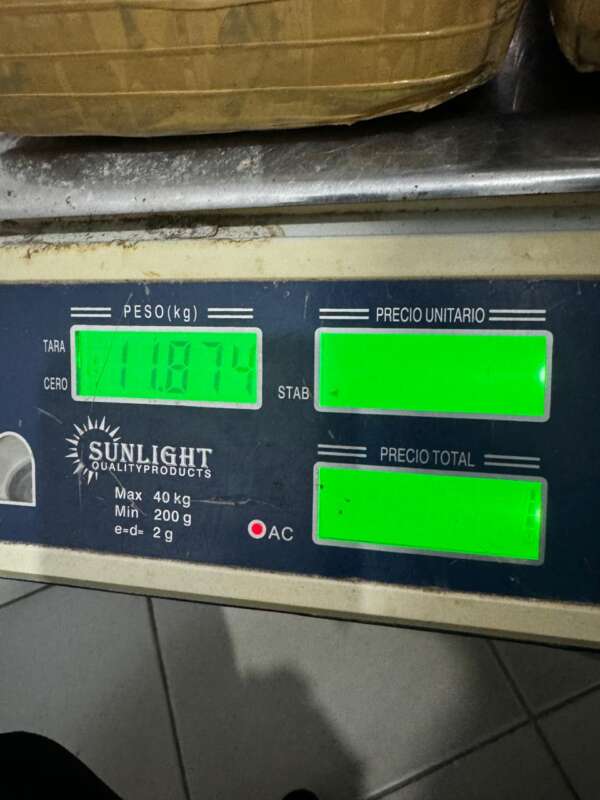 PESO(kg)
PRECIO UNITARIO
TARA
11.874
CERO
STAB
SUNLIGHT
QUALITYPRODUCTS
PRECIO TOTAL
Max 40 kg
Min 200 g
e=d= 2 g
AC